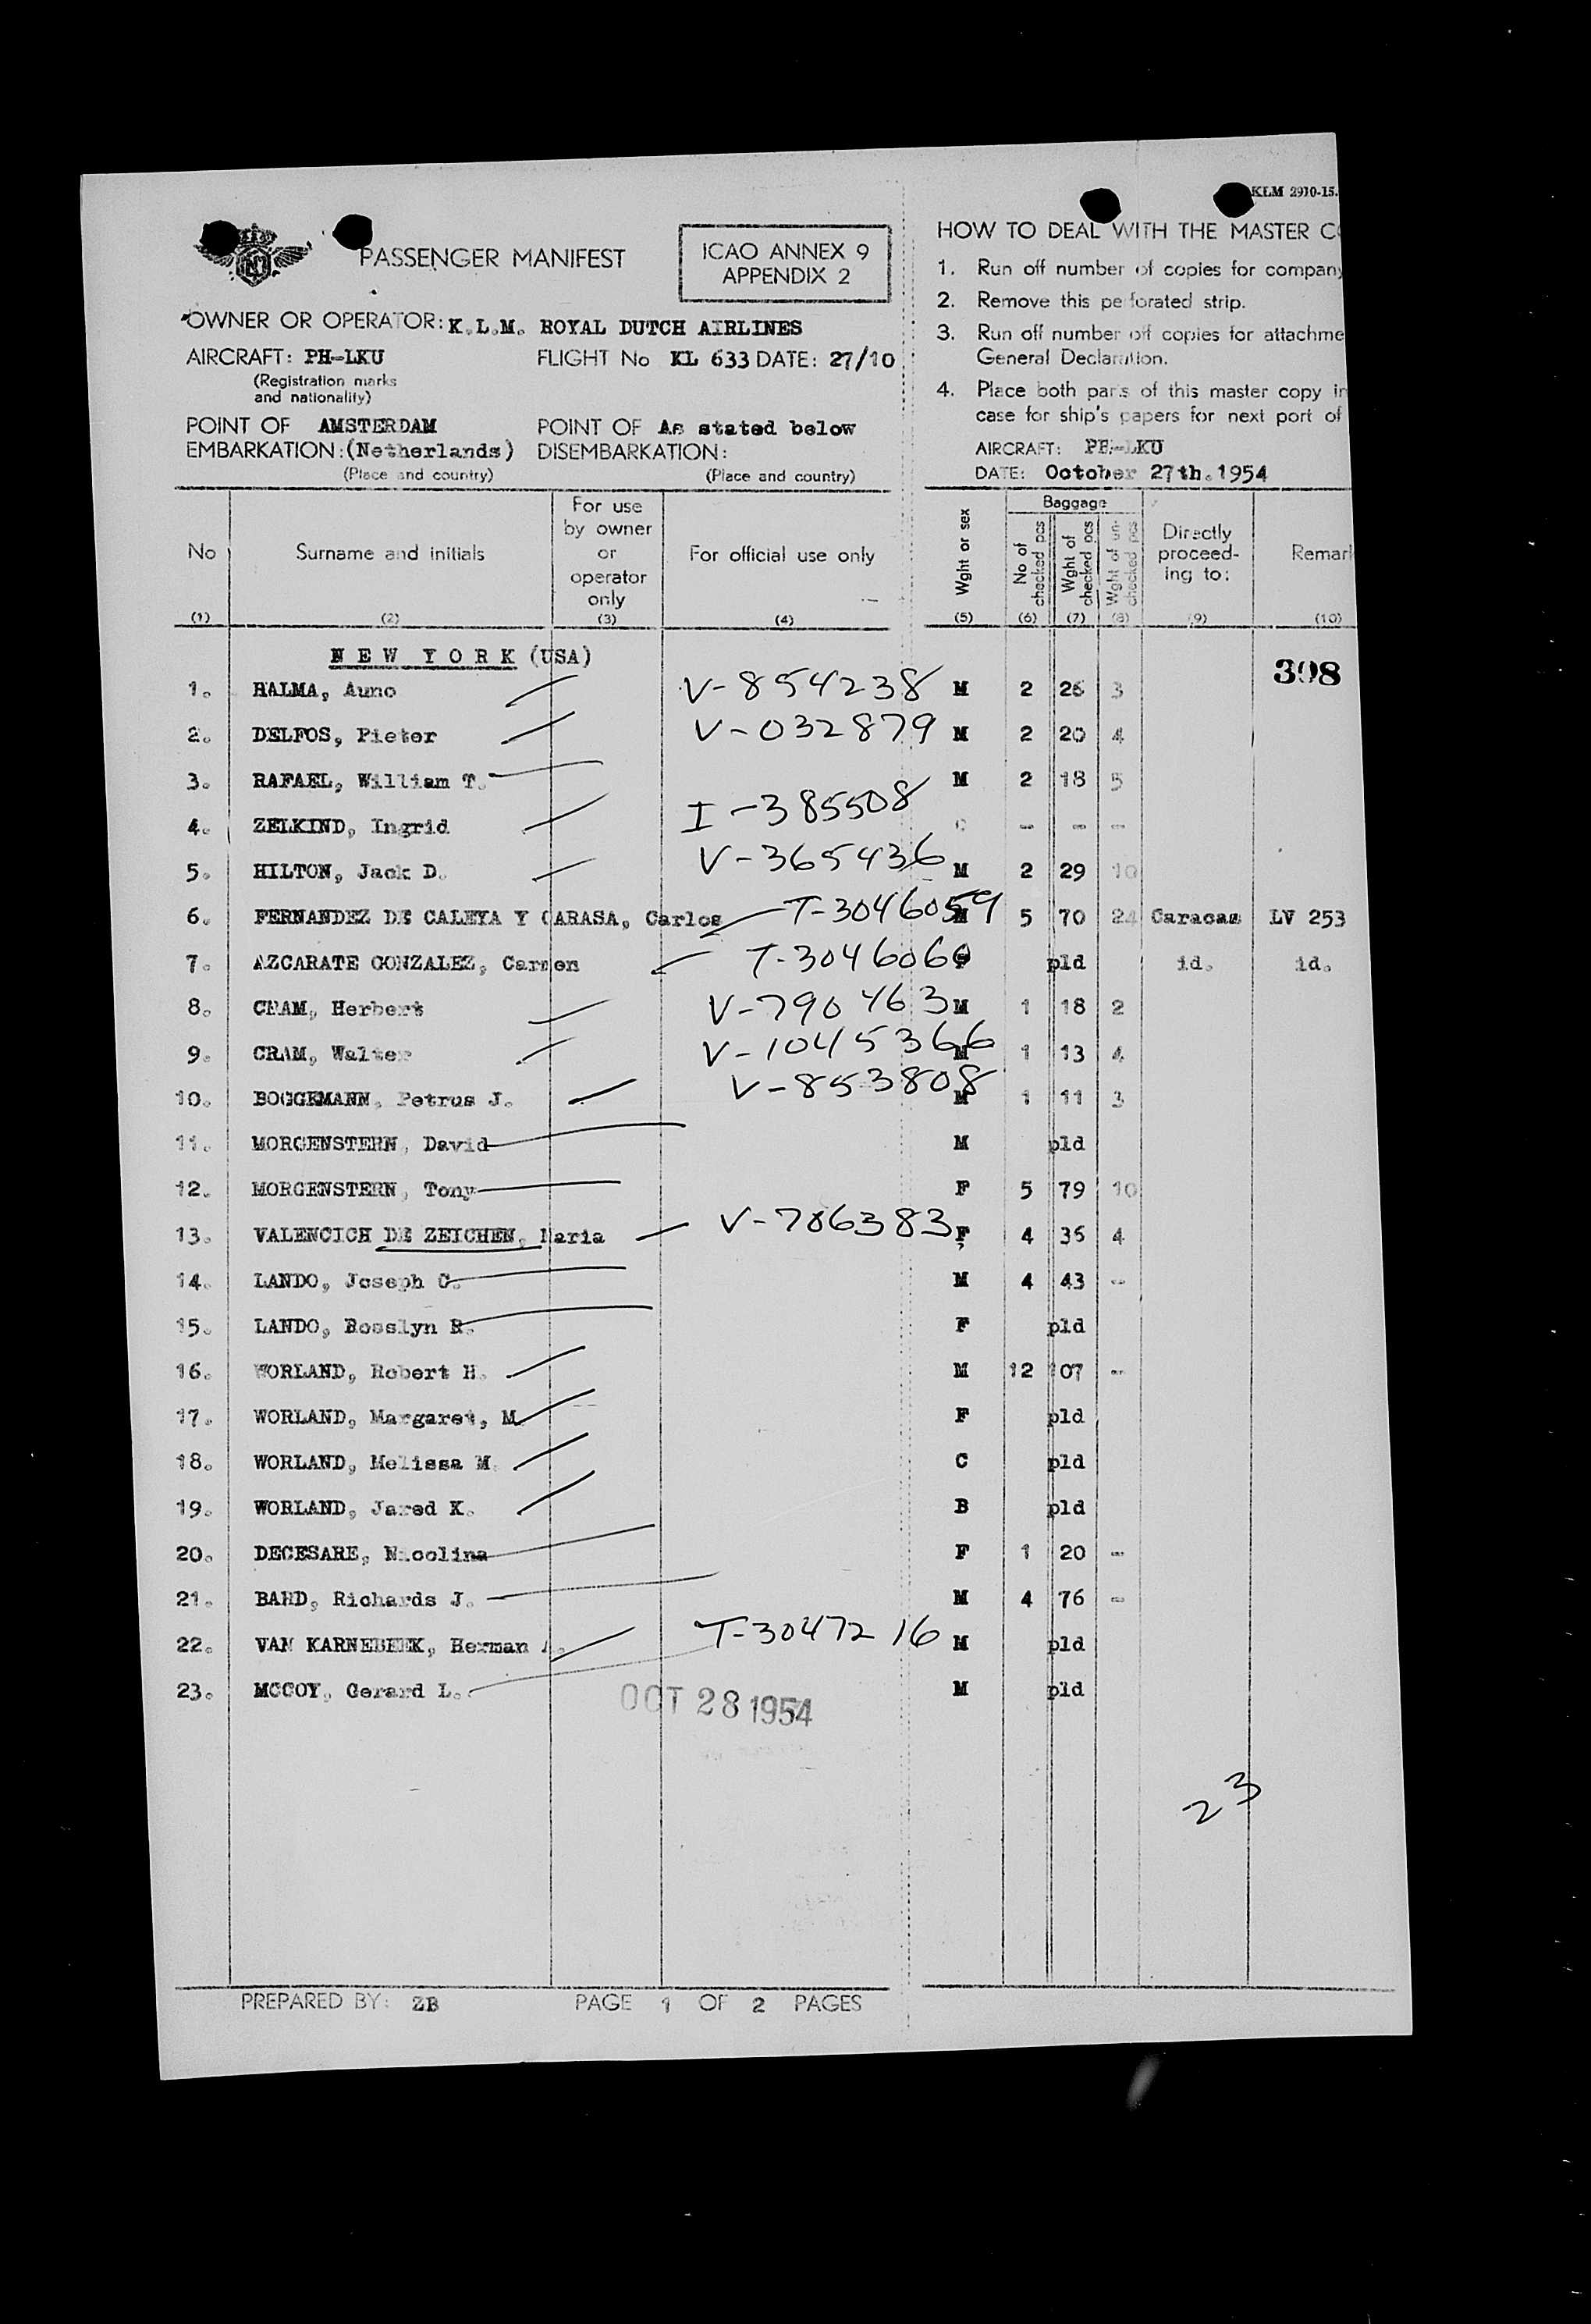 KLM 2910-15.
PASSENGER MANIFEST
ICAO ANNEX 9
APPENDIX 2
OWNER OR OPERATOR: K.L.M. ROYAL DUTCH AIRLINES
AIRCRAFT: PH-LKU FLIGHT No KL 633 DATE: 27/10
(Registration marks
and nationality)
POINT OF AMSTERDAM POINT OF As stated below
EMBARKATION: (Netherlands) DISEMBARKATION:
(Place and country) (Place and country)
HOW TO DEAL WITH THE MASTER
1. Run off number of copies for company
2. Remove this perforated strip.
3. Run off number of copies for attachme
General Declaration.
4. Place both parts of this master copy in
case for ship's papers for next port of
AIRCRAFT: PH-LKU
DATE: October 27th.1954
No Surname and initials For use by owner or operator only For official use only Wght or sex Baggage No of checked pcs Wght of checked pcs Wght of un-checked pcs Directly proceed-ing to: Remark
(1) (2) (3) (4) (5) (6) (7) (8) (9) (10)
NEW YORK (USA) 308
1. HALMA, Auno V-854238 M 2 26 3
2. DELFOS, Pieter V-032879 M 2 20 4
3. RAFAEL, William T. M 2 18 5
4. ZELKIND, Ingrid I-385508 C - - -
5. HILTON, Jack D. V-365436 M 2 29 10
6. FERNANDEZ DE CALEYA Y CARASA, Carlos T-3046059 M 5 70 24 Caracas LV 253
7. AZCARATE GONZALEZ, Carmen T-3046060 pld id. id.
8. CRAM, Herbert V-790463 M 1 18 2
9. CRAM, Walter V-1045366 M 1 13 4
10. BOGGKMANN, Petrus J. V-853808 M 1 11 3
11. MORGENSTERN, David M pld
12. MORGENSTERN, Tony F 5 79 10
13. VALENCICH DE ZEICHEN, Maria V-706383 F 4 36 4
14. LANDO, Joseph C. M 4 43 -
15. LANDO, Rosslyn R. F pld
16. WORLAND, Robert H. M 12 107 -
17. WORLAND, Margaret, M. F pld
18. WORLAND, Melissa M. C pld
19. WORLAND, Jared K. B pld
20. DECESARE, Nicolina F 1 20 -
21. BAHD, Richards J. M 4 76 -
22. VAN KARNEBEEK, Herman A. T-3047216 M pld
23. MCCOY, Gerard L. M pld
OCT 28 1954
23
PREPARED BY: ZB PAGE 1 OF 2 PAGES